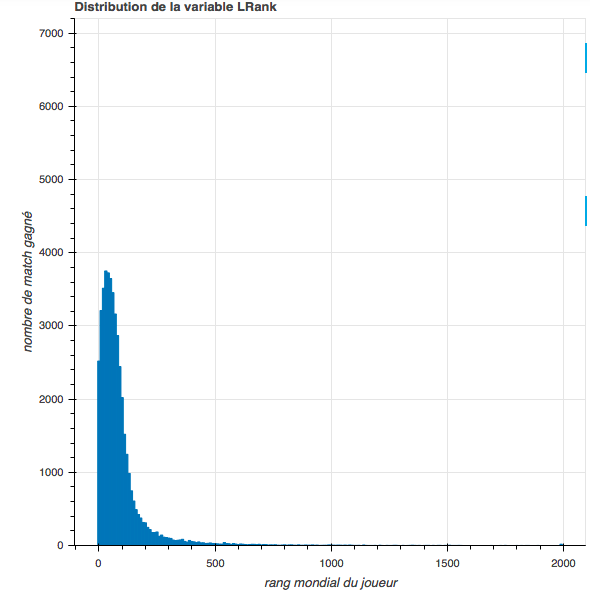 Distribution de la variable LRank
7000
6000
5000
4000
3000
2000
1000
0
nombre de match gagné
0 500 1000 1500 2000
rang mondial du joueur